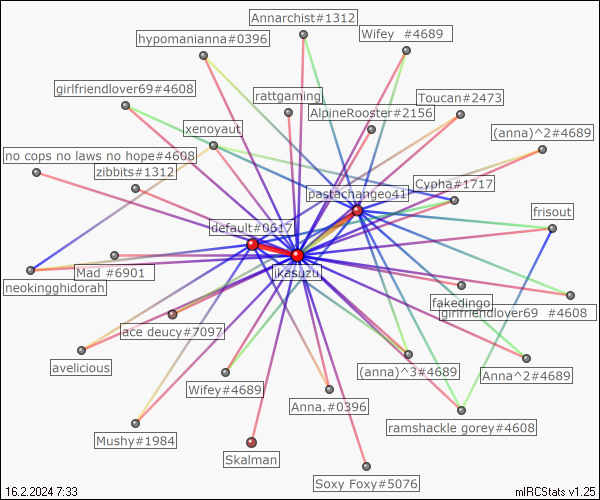 Annarchist#1312
Wifey  #4689
hypomanianna#0396
girlfriendlover69#4608
rattgaming
Toucan#2473
AlpineRooster#2156
xenoyaut
(anna)^2#4689
no cops no laws no hope#4608
zibbits#1312
Cypha#1717
pastachangeo41
frisout
default#0617
Mad #6901
ikasuzu
neokingghidorah
fakedingo
girlfriendlover69  #4608
ace deucy#7097
avelicious
(anna)^3#4689
Anna^2#4689
Wifey#4689
Anna.#0396
ramshackle gorey#4608
Mushy#1984
Skalman
Soxy Foxy#5076
16.2.2024 7:33
mIRCStats v1.25